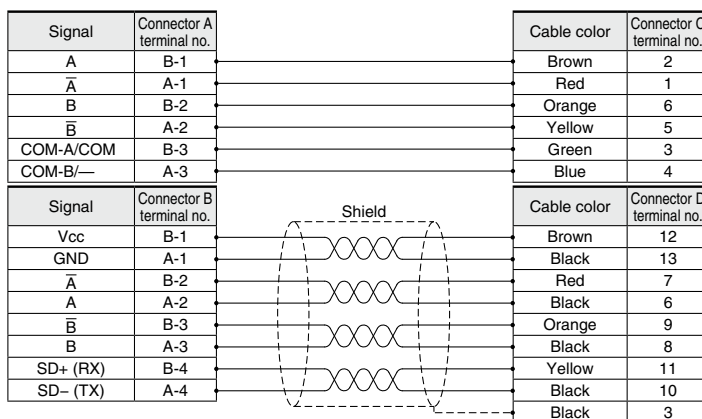 Signal Connector A terminal no. Cable color Connector C terminal no.
A B-1 Brown 2
A̅ A-1 Red 1
B B-2 Orange 6
B̅ A-2 Yellow 5
COM-A/COM B-3 Green 3
COM-B/— A-3 Blue 4
Signal Connector B terminal no. Shield Cable color Connector D terminal no.
Vcc B-1 Brown 12
GND A-1 Black 13
A̅ B-2 Red 7
A A-2 Black 6
B̅ B-3 Orange 9
B A-3 Black 8
SD+ (RX) B-4 Yellow 11
SD− (TX) A-4 Black 10
Black 3